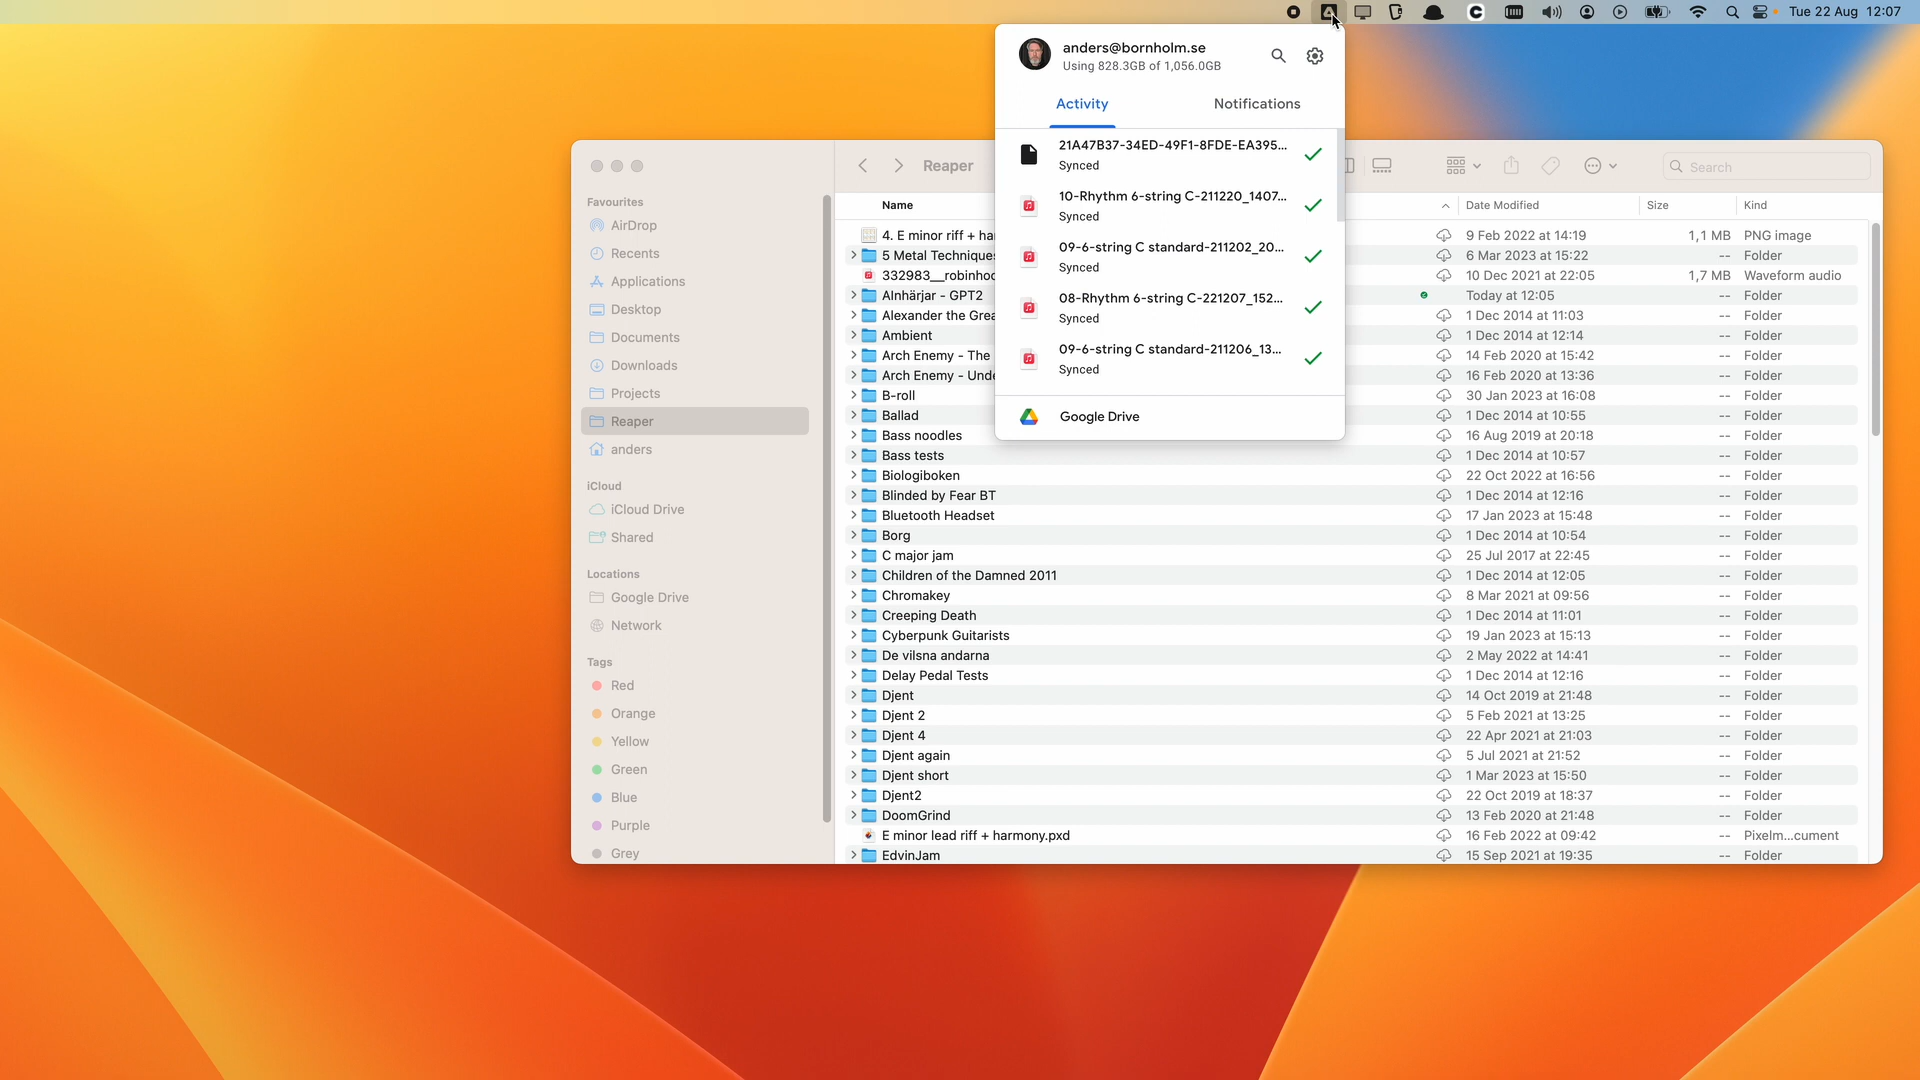 Tue 22 Aug 12:07
anders@bornholm.se
Using 828.3GB of 1,056.0GB
Activity
Notifications
21A47B37-34ED-49F1-8FDE-EA395...
Synced
10-Rhythm 6-string C-211220_1407...
Synced
09-6-string C standard-211202_20...
Synced
08-Rhythm 6-string C-221207_152...
Synced
09-6-string C standard-211206_13...
Synced
Google Drive
Favourites
AirDrop
Recents
Applications
Desktop
Documents
Downloads
Projects
Reaper
anders
iCloud
iCloud Drive
Shared
Locations
Google Drive
Network
Tags
Red
Orange
Yellow
Green
Blue
Purple
Grey
Reaper
Search
Name Date Modified Size Kind
4. E minor riff + ha 9 Feb 2022 at 14:19 1,1 MB PNG image
5 Metal Techniques 6 Mar 2023 at 15:22 -- Folder
332983__robinhoo 10 Dec 2021 at 22:05 1,7 MB Waveform audio
Alnhärjar - GPT2 Today at 12:05 -- Folder
Alexander the Grea 1 Dec 2014 at 11:03 -- Folder
Ambient 1 Dec 2014 at 12:14 -- Folder
Arch Enemy - The 14 Feb 2020 at 15:42 -- Folder
Arch Enemy - Unde 16 Feb 2020 at 13:36 -- Folder
B-roll 30 Jan 2023 at 16:08 -- Folder
Ballad 1 Dec 2014 at 10:55 -- Folder
Bass noodles 16 Aug 2019 at 20:18 -- Folder
Bass tests 1 Dec 2014 at 10:57 -- Folder
Biologiboken 22 Oct 2022 at 16:56 -- Folder
Blinded by Fear BT 1 Dec 2014 at 12:16 -- Folder
Bluetooth Headset 17 Jan 2023 at 15:48 -- Folder
Borg 1 Dec 2014 at 10:54 -- Folder
C major jam 25 Jul 2017 at 22:45 -- Folder
Children of the Damned 2011 1 Dec 2014 at 12:05 -- Folder
Chromakey 8 Mar 2021 at 09:56 -- Folder
Creeping Death 1 Dec 2014 at 11:01 -- Folder
Cyberpunk Guitarists 19 Jan 2023 at 15:13 -- Folder
De vilsna andarna 2 May 2022 at 14:41 -- Folder
Delay Pedal Tests 1 Dec 2014 at 12:16 -- Folder
Djent 14 Oct 2019 at 21:48 -- Folder
Djent 2 5 Feb 2021 at 13:25 -- Folder
Djent 4 22 Apr 2021 at 21:03 -- Folder
Djent again 5 Jul 2021 at 21:52 -- Folder
Djent short 1 Mar 2023 at 15:50 -- Folder
Djent2 22 Oct 2019 at 18:37 -- Folder
DoomGrind 13 Feb 2020 at 21:48 -- Folder
E minor lead riff + harmony.pxd 16 Feb 2022 at 09:42 -- Pixelm...cument
EdvinJam 15 Sep 2021 at 19:35 -- Folder